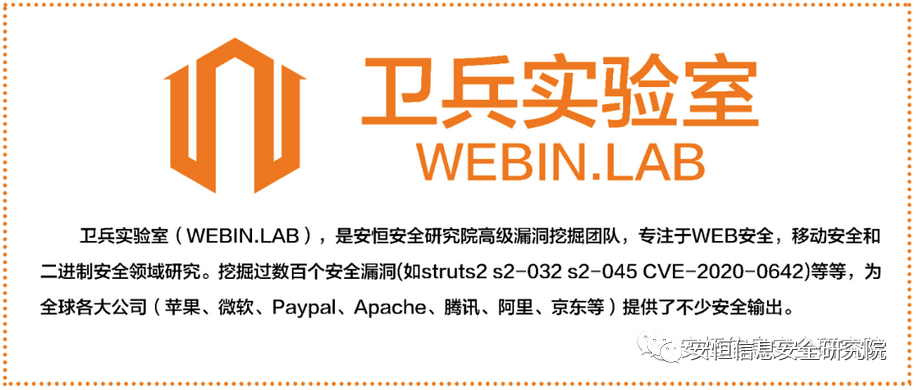 卫兵实验室
WEBIN.LAB
卫兵实验室（WEBIN.LAB），是安恒安全研究院高级漏洞挖掘团队，专注于WEB安全，移动安全和
二进制安全领域研究。挖掘过数百个安全漏洞(如struts2 s2-032 s2-045 CVE-2020-0642)等等，为
全球各大公司（苹果、微软、Paypal、Apache、腾讯、阿里、京东等）提供了不少安全输出。
安恒信息安全研究院